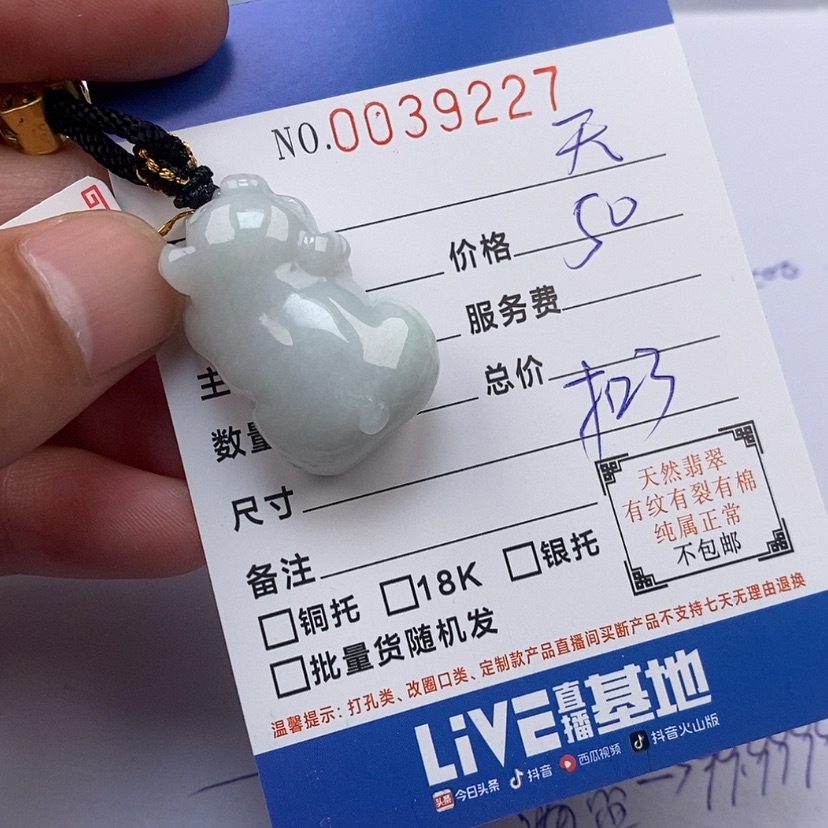 NO.0039227
天
价格 50
服务费
主
总价
数量
尺寸
备注
天然翡翠
有纹有裂有棉
纯属正常
不包邮
□铜托 □18K □银托
□批量货随机发
温馨提示：打孔类、改圈口类、定制款产品直播间买断产品不支持七天无理由退换
LiVE直播基地
头条 今日头条 抖音 西瓜视频 抖音火山版